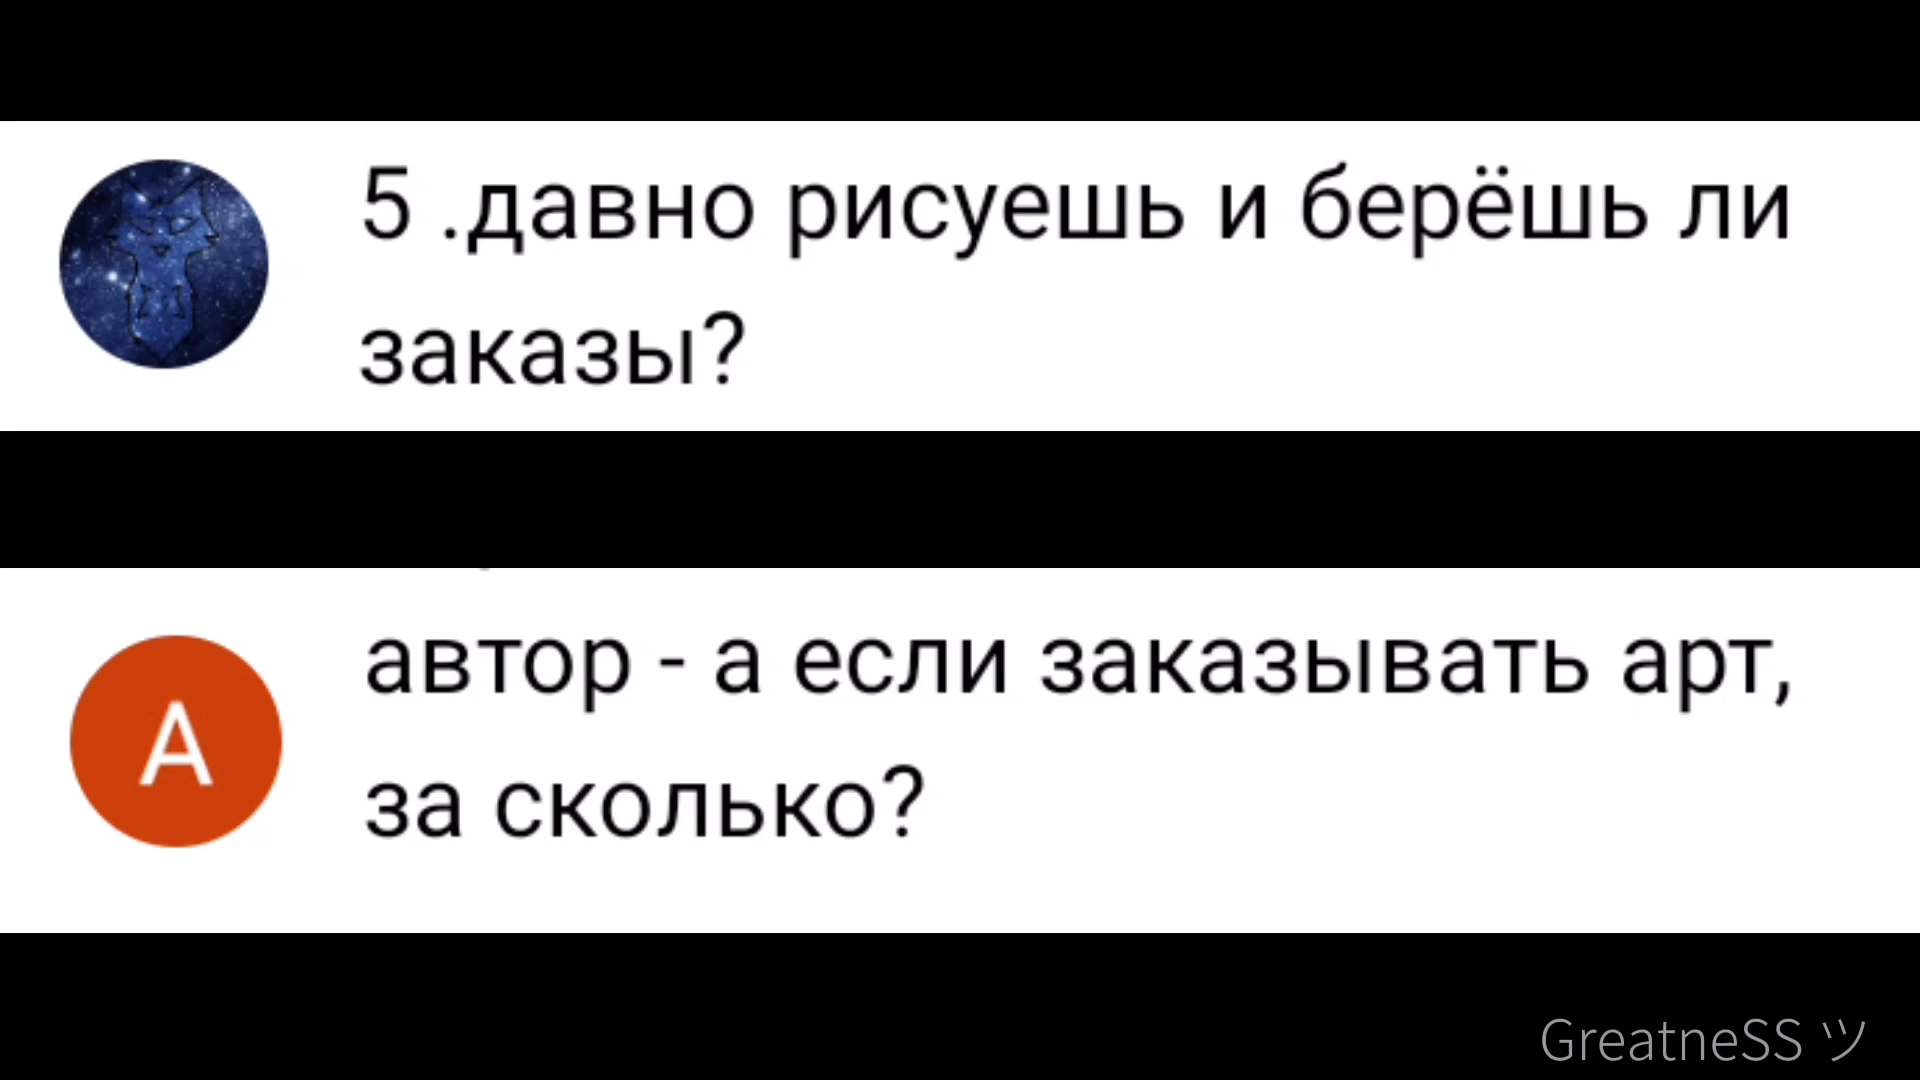 5 .давно рисуешь и берёшь ли
заказы?
А
автор - а если заказывать арт,
за сколько?
GreatneSS ツ